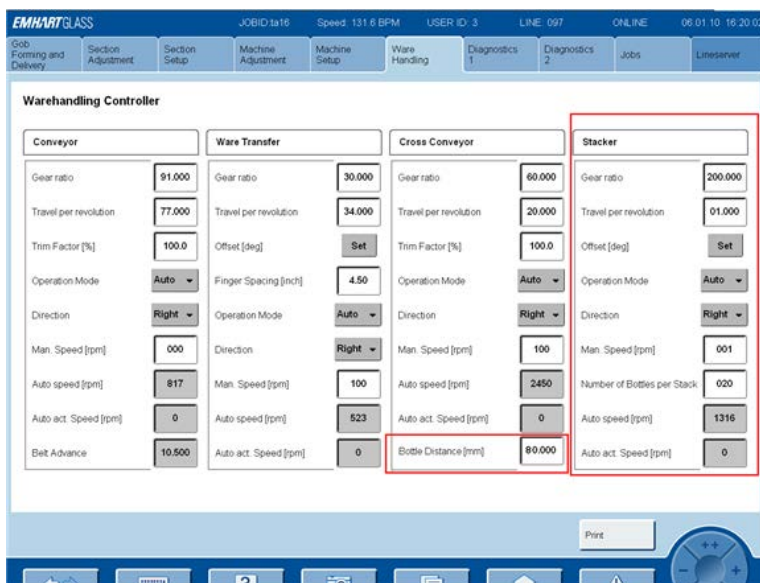 EMHART GLASS JOBID:ta16 Speed: 131.6 BPM USER ID: 3 LINE: 097 ONLINE 06.01.10 16:20:0
Gob Forming and Delivery
Section Adjustment
Section Setup
Machine Adjustment
Machine Setup
Ware Handling
Diagnostics 1
Diagnostics 2
Jobs
Lineserver
Warehandling Controller
Conveyor
Gear ratio 91.000
Travel per revolution 77.000
Trim Factor [%] 100.0
Operation Mode Auto
Direction Right
Man. Speed [rpm] 000
Auto speed [rpm] 817
Auto act. Speed [rpm] 0
Belt Advance 10.500
Ware Transfer
Gear ratio 30.000
Travel per revolution 34.000
Offset [deg] Set
Finger Spacing [inch] 4.50
Operation Mode Auto
Direction Right
Man. Speed [rpm] 100
Auto speed [rpm] 523
Auto act. Speed [rpm] 0
Cross Conveyor
Gear ratio 60.000
Travel per revolution 20.000
Trim Factor [%] 100.0
Operation Mode Auto
Direction Right
Man. Speed [rpm] 100
Auto speed [rpm] 2450
Auto act. Speed [rpm] 0
Bottle Distance [mm] 80.000
Stacker
Gear ratio 200.000
Travel per revolution 01.000
Offset [deg] Set
Operation Mode Auto
Direction Right
Man. Speed [rpm] 001
Number of Bottles per Stack 020
Auto speed [rpm] 1316
Auto act. Speed [rpm] 0
Print
++
-
+
?